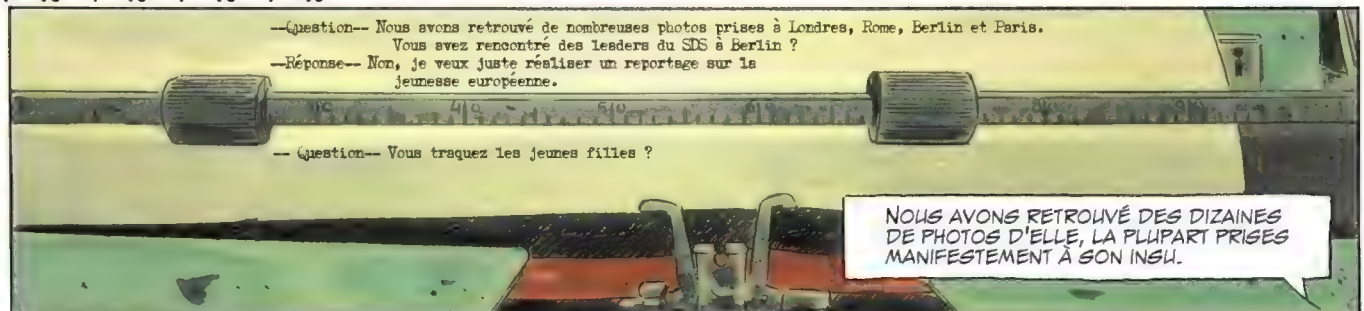 --Question-- Nous avons retrouvé de nombreuses photos prises à Londres, Rome, Berlin et Paris.
Vous avez rencontré des leaders du SDS à Berlin ?
--Réponse-- Non, je veux juste réaliser un reportage sur la
jeunesse européenne.
-- Question-- Vous traquez les jeunes filles ?
NOUS AVONS RETROUVÉ DES DIZAINES
DE PHOTOS D'ELLE, LA PLUPART PRISES
MANIFESTEMENT À SON INSU.